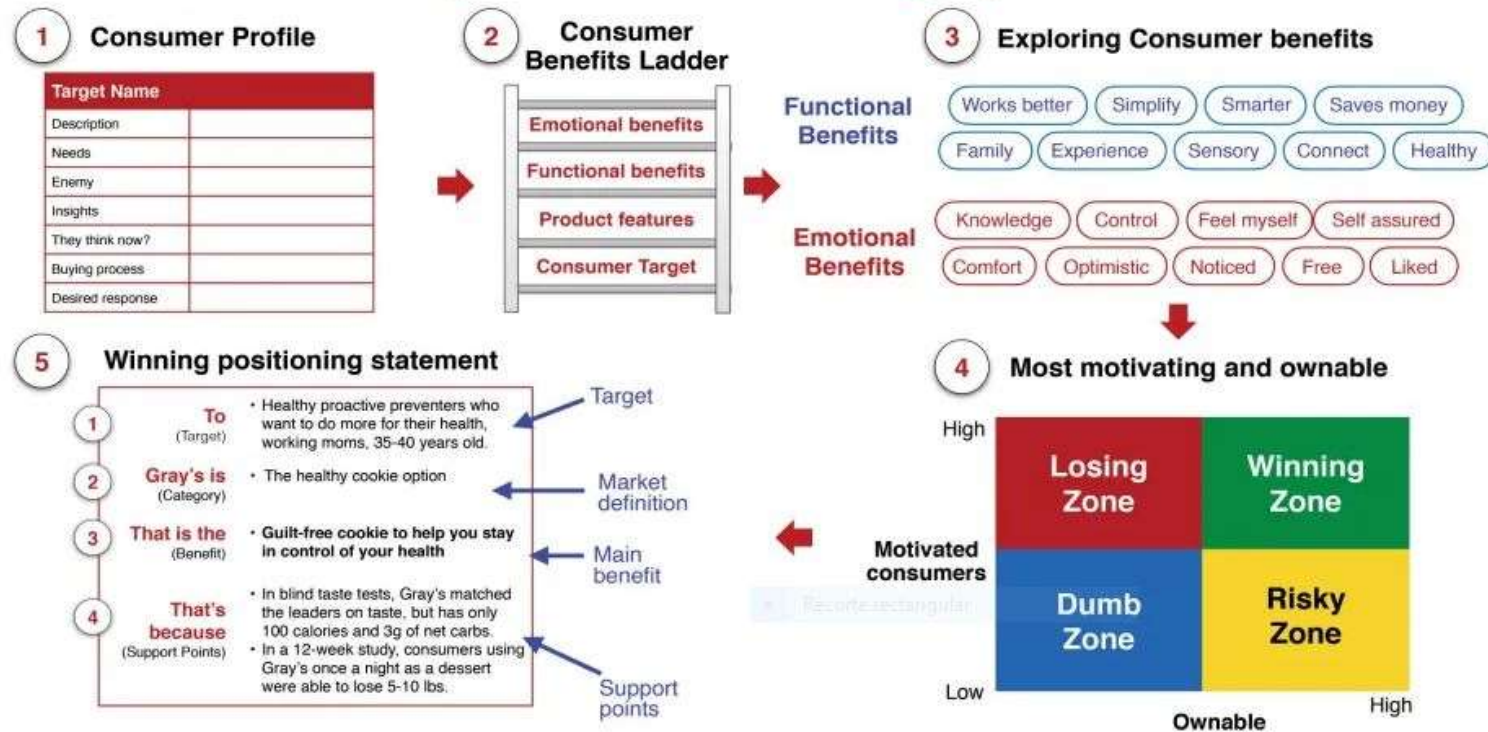 1
Consumer Profile
Target Name
Description
Needs
Enemy
Insights
They think now?
Buying process
Desired response
2
Consumer
Benefits Ladder
Emotional benefits
Functional benefits
Product features
Consumer Target
3
Exploring Consumer benefits
Functional
Benefits
Works better Simplify Smarter Saves money
Family Experience Sensory Connect Healthy
Emotional
Benefits
Knowledge Control Feel myself Self assured
Comfort Optimistic Noticed Free Liked
4
Most motivating and ownable
High
Losing
Zone
Winning
Zone
Motivated
consumers
Dumb
Zone
Risky
Zone
Low
High
Ownable
Recorte rectangular
5
Winning positioning statement
1
To
(Target)
• Healthy proactive preventers who
want to do more for their health,
working moms, 35-40 years old.
Target
2
Gray's is
(Category)
• The healthy cookie option
Market
definition
3
That is the
(Benefit)
• Guilt-free cookie to help you stay
in control of your health
Main
benefit
4
That's
because
(Support Points)
• In blind taste tests, Gray's matched
the leaders on taste, but has only
100 calories and 3g of net carbs.
• In a 12-week study, consumers using
Gray's once a night as a dessert
were able to lose 5-10 lbs.
Support
points